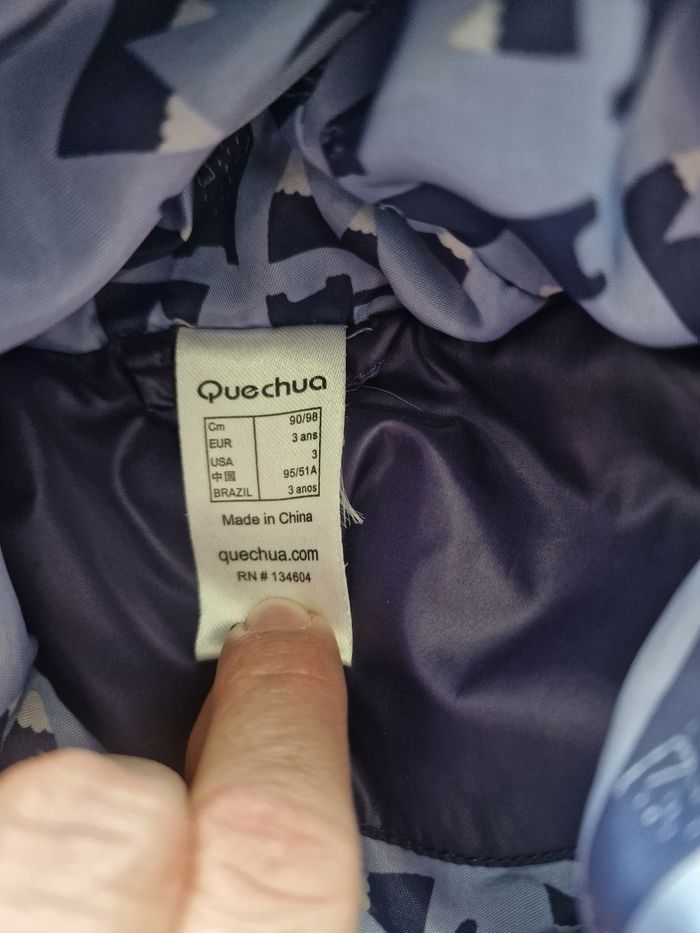 Quechua
Cm 90/98
EUR 3 ans
USA 3
中国 95/51A
BRAZIL 3 anos
Made in China
quechua.com
RN # 134604